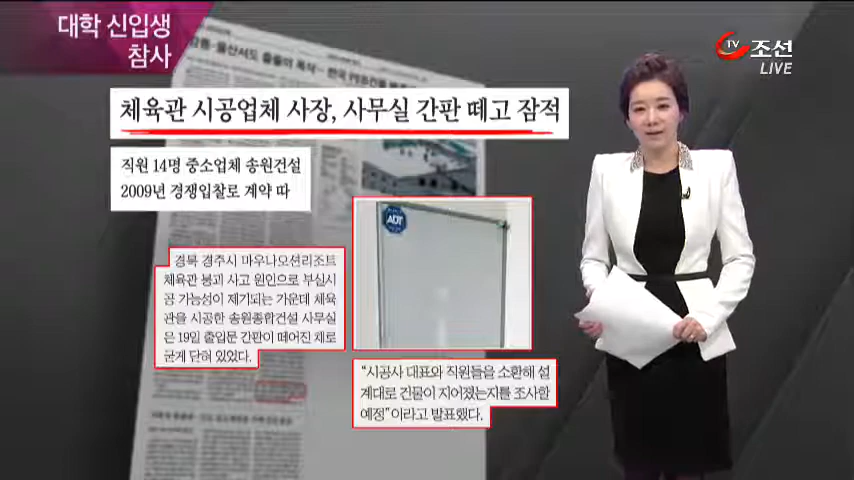 대학 신입생
참사
TV조선
LIVE
체육관 시공업체 사장, 사무실 간판 떼고 잠적
직원 14명 중소업체 송원건설
2009년 경쟁입찰로 계약 따
ADT
경북 경주시 마우나오션리조트
체육관 붕괴 사고 원인으로 부실시
공 가능성이 제기되는 가운데 체육
관을 시공한 송원종합건설 사무실
은 19일 출입문 간판이 떼어진 채로
굳게 닫혀 있었다.
“시공사 대표와 직원들을 소환해 설
계대로 건물이 지어졌는지를 조사할
예정”이라고 발표했다.